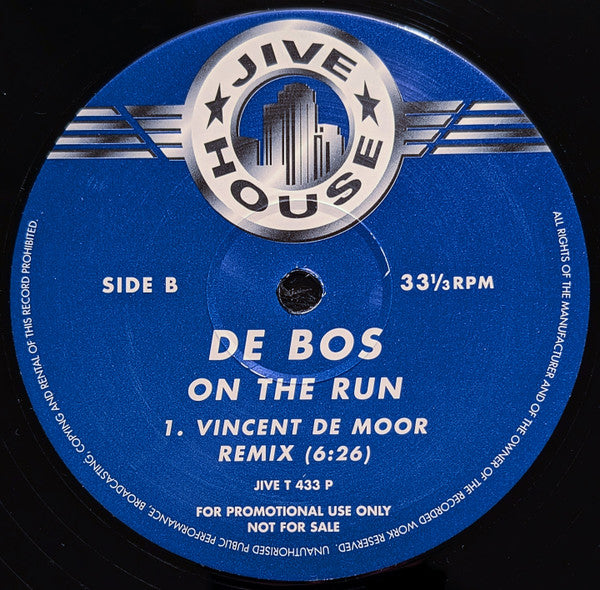 JIVE
HOUSE
SIDE B
33⅓ RPM
DE BOS
ON THE RUN
1. VINCENT DE MOOR
REMIX (6:26)
JIVE T 433 P
FOR PROMOTIONAL USE ONLY
NOT FOR SALE
ALL RIGHTS OF THE MANUFACTURER AND OF THE OWNER OF THE RECORDED WORK RESERVED. UNAUTHORISED PUBLIC PERFORMANCE, BROADCASTING, COPYING AND RENTAL OF THIS RECORD PROHIBITED.